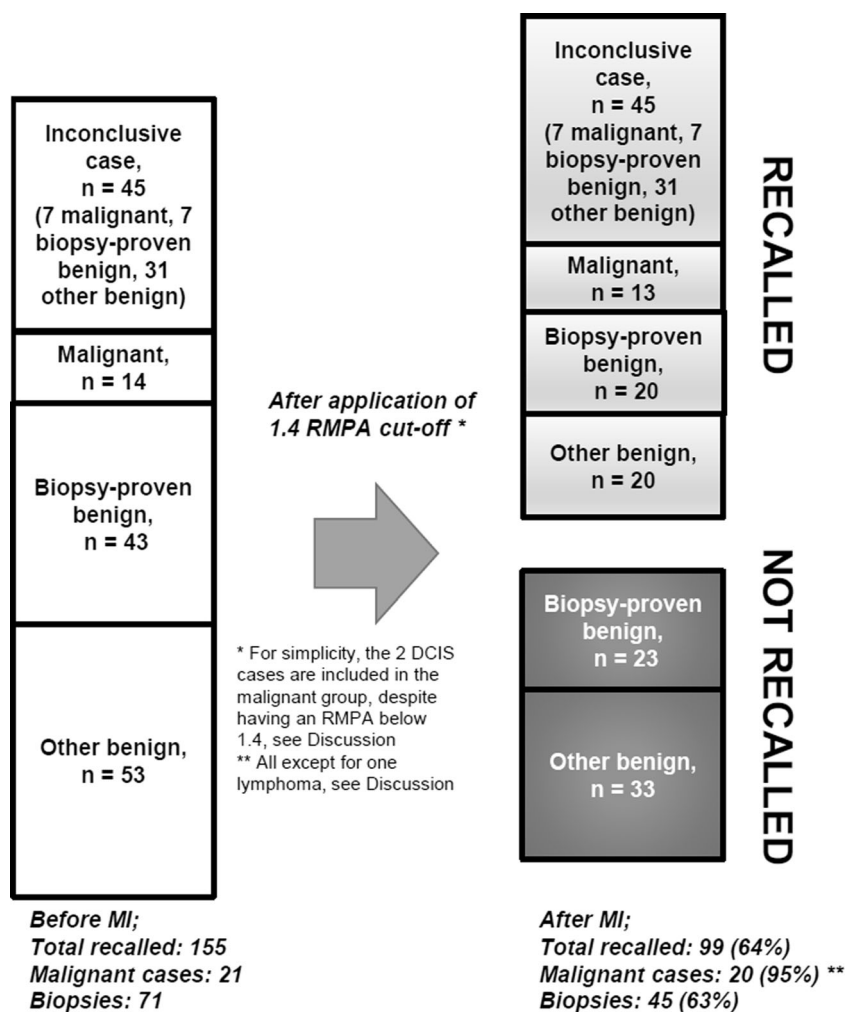 Inconclusive
case,
n = 45
(7 malignant, 7
biopsy-proven
benign, 31
other benign)
Malignant,
n = 14
Biopsy-proven
benign,
n = 43
Other benign,
n = 53
Before MI;
Total recalled: 155
Malignant cases: 21
Biopsies: 71
After application of
1.4 RMPA cut-off *
* For simplicity, the 2 DCIS
cases are included in the
malignant group, despite
having an RMPA below
1.4, see Discussion
** All except for one
lymphoma, see Discussion
Inconclusive
case,
n = 45
(7 malignant, 7
biopsy-proven
benign, 31
other benign)
Malignant,
n = 13
Biopsy-proven
benign,
n = 20
Other benign,
n = 20
RECALLED
Biopsy-proven
benign,
n = 23
Other benign,
n = 33
NOT RECALLED
After MI;
Total recalled: 99 (64%)
Malignant cases: 20 (95%) **
Biopsies: 45 (63%)